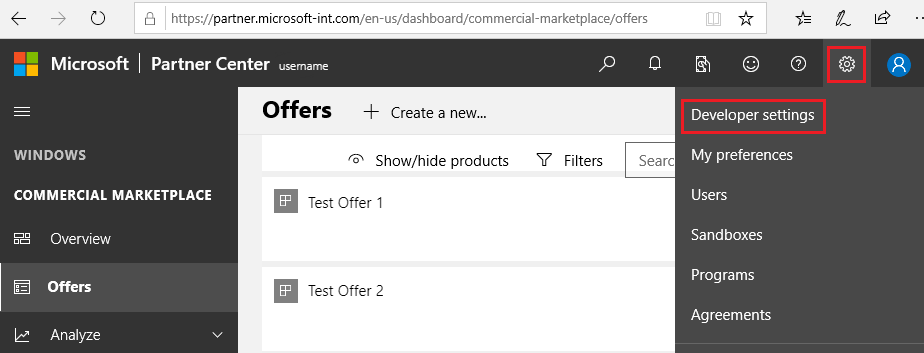 https://partner.microsoft-int.com/en-us/dashboard/commercial-marketplace/offers
Microsoft Partner Center username
WINDOWS
COMMERCIAL MARKETPLACE
Overview
Offers
Analyze
Offers + Create a new...
Show/hide products Filters Searc
Test Offer 1
Test Offer 2
Developer settings
My preferences
Users
Sandboxes
Programs
Agreements